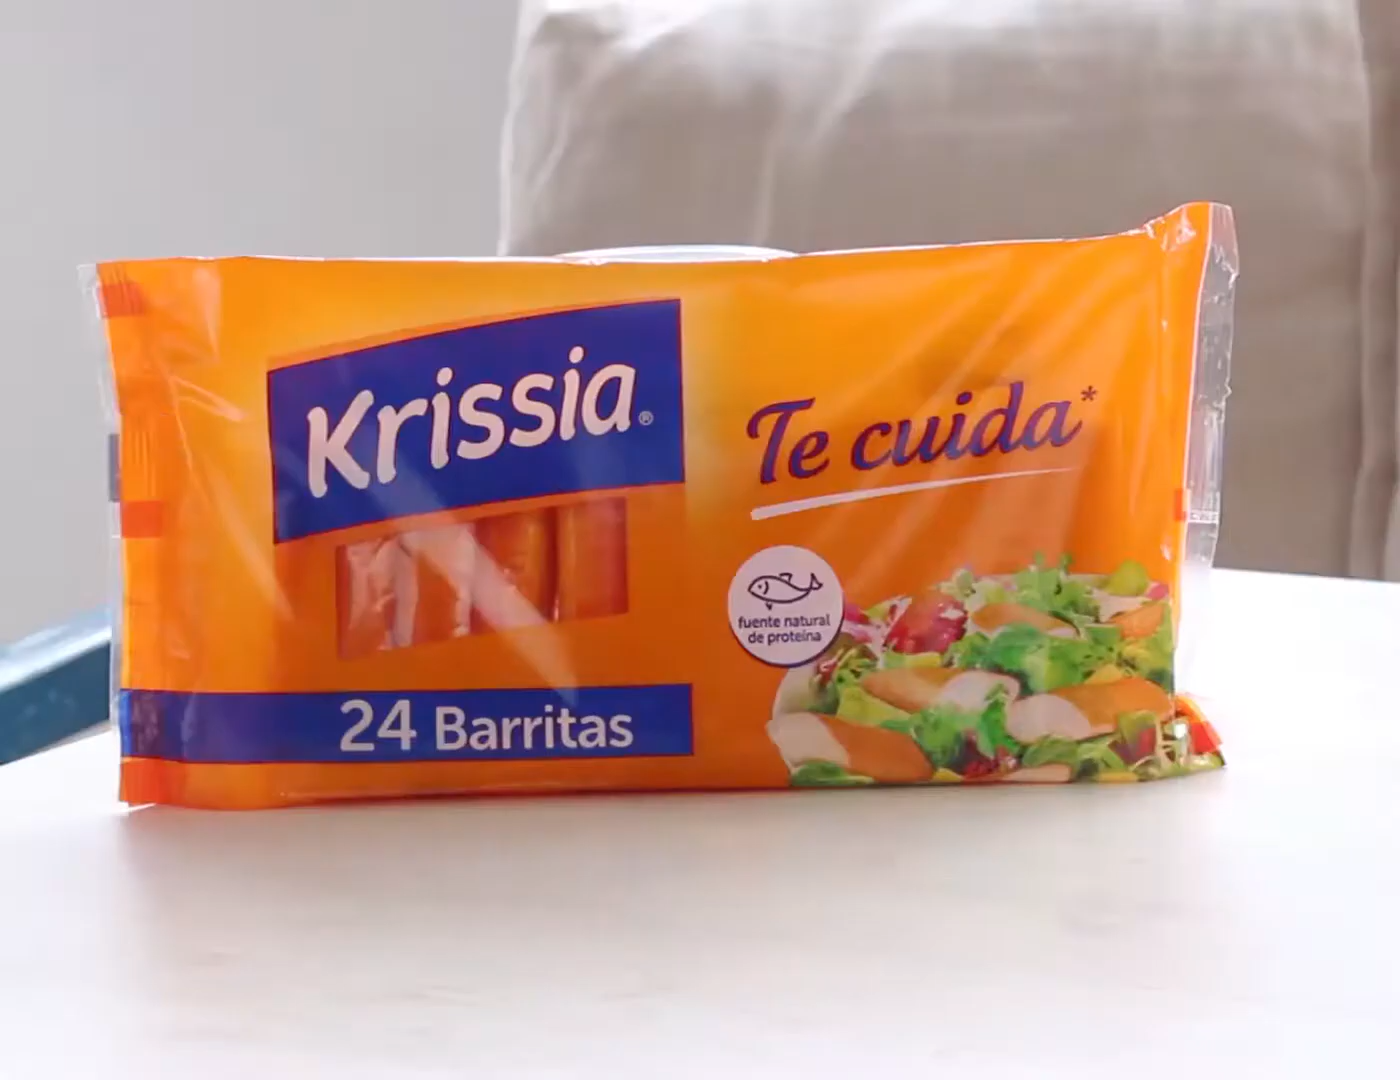 Krissia®
Te cuida*
fuente natural
de proteína
24 Barritas